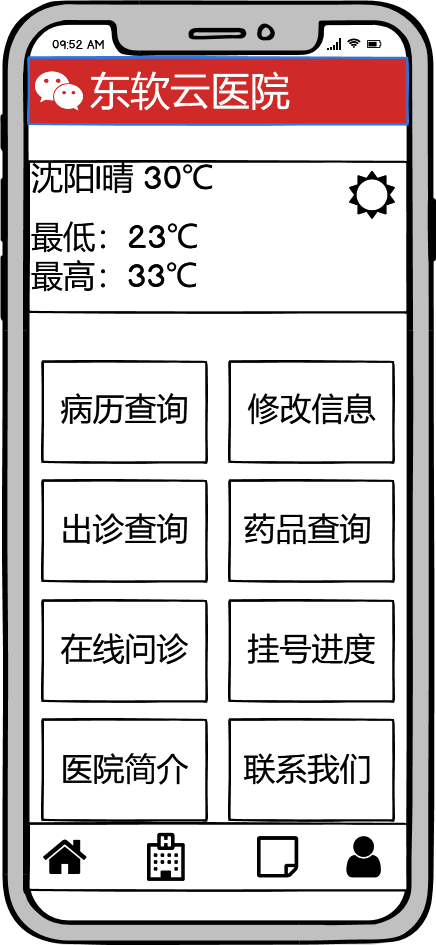 09:52 AM
东软云医院
沈阳|晴 30℃
最低：23℃
最高：33℃
病历查询 修改信息
出诊查询 药品查询
在线问诊 挂号进度
医院简介 联系我们
H